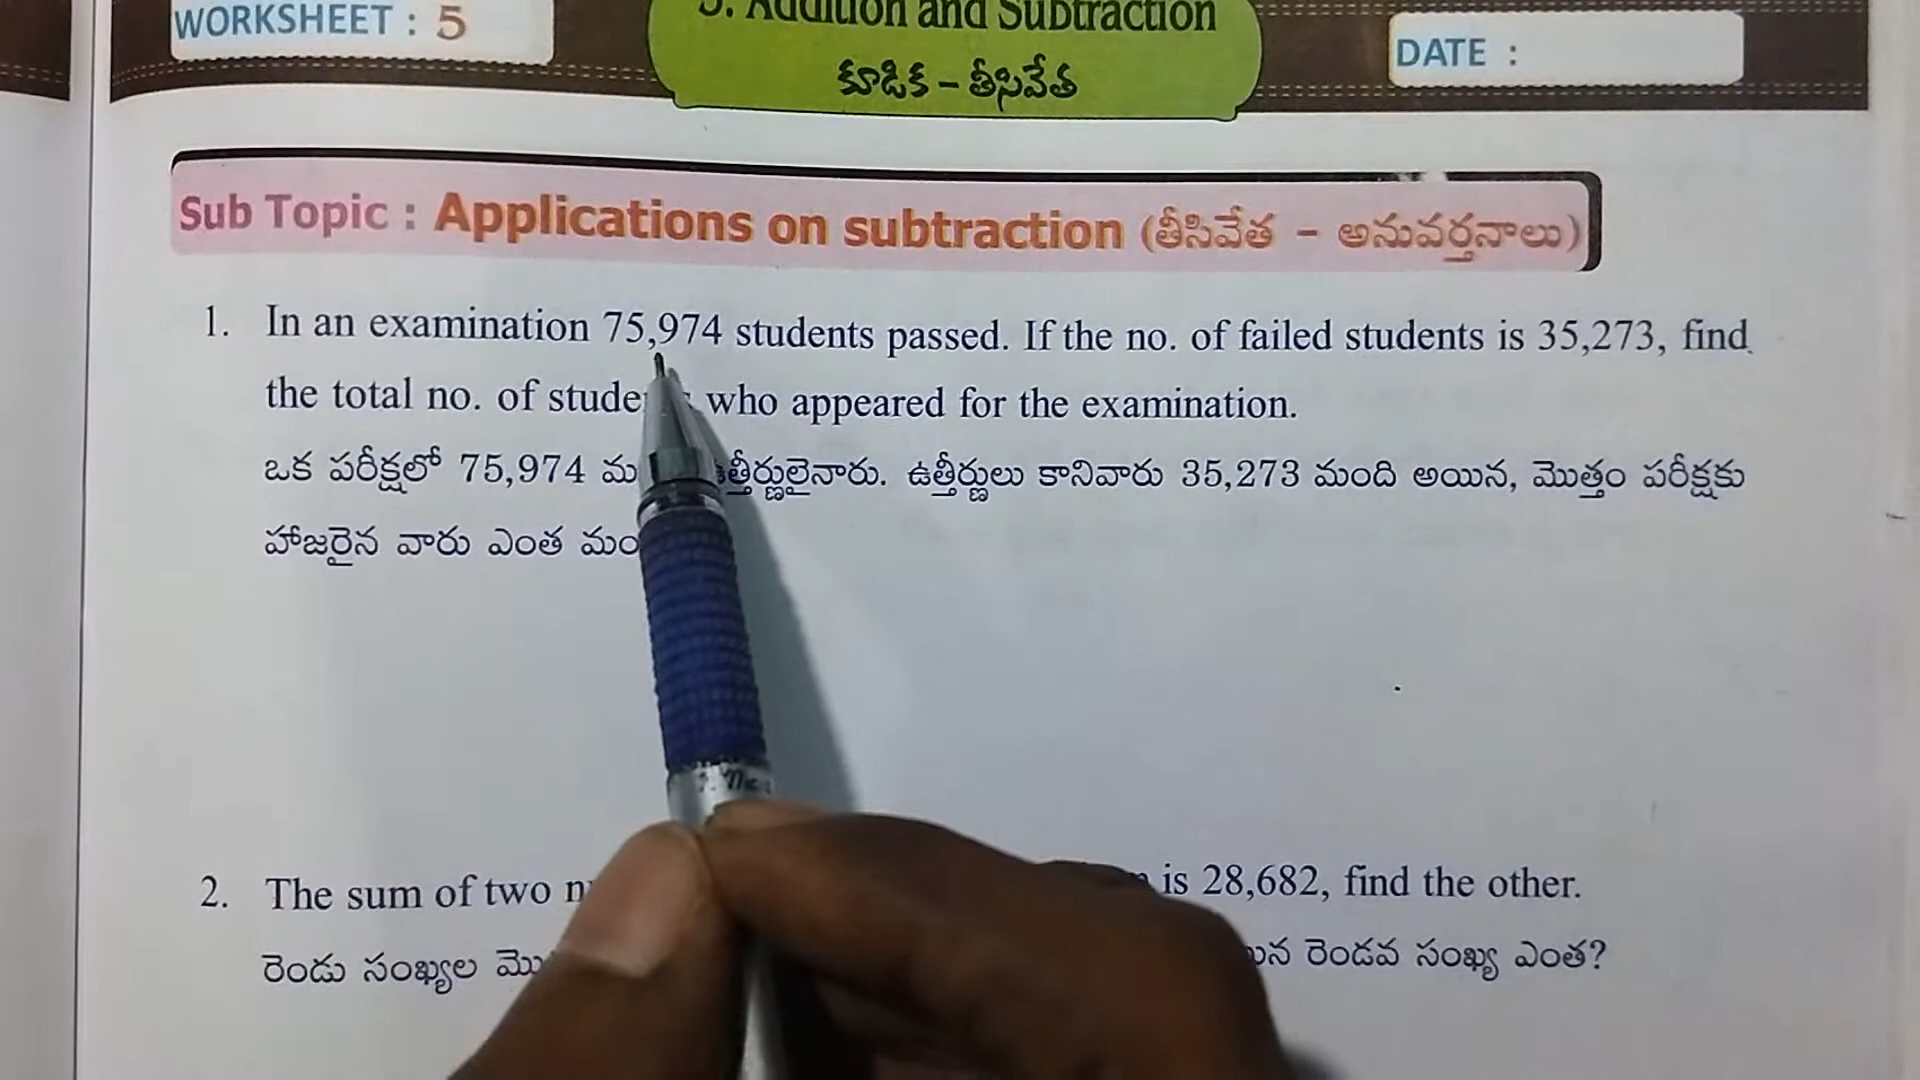 WORKSHEET : 5
5. Addition and Subtraction
కూడిక – తీసివేత
DATE :
Sub Topic : Applications on subtraction (తీసివేత – అనువర్తనాలు)
1. In an examination 75,974 students passed. If the no. of failed students is 35,273, find
the total no. of who appeared for the examination.
ఒక పరీక్షలో 75,974 ఉత్తీర్ణులైనారు. ఉత్తీర్ణులు కానివారు 35,273 మంది అయిన, మొత్తం పరీక్షకు
హాజరైన వారు ఎంత
2. The sum of two is 28,682, find the other.
రెండు సంఖ్యల రెండవ సంఖ్య ఎంత?